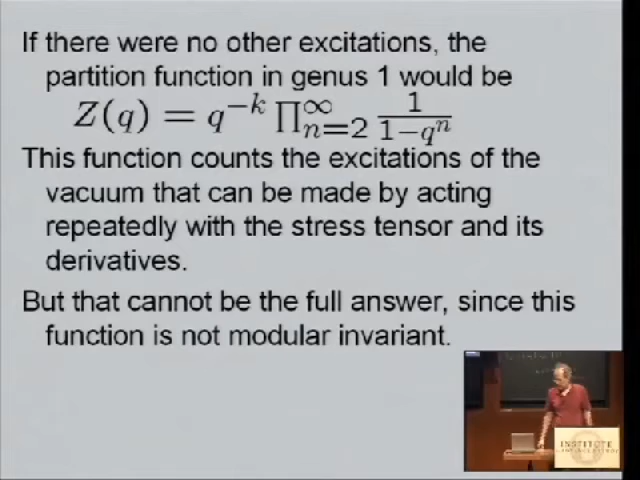 If there were no other excitations, the
partition function in genus 1 would be
Z(q) = q^{-k} ∏_{n=2}^{∞} \frac{1}{1-q^n}
This function counts the excitations of the
vacuum that can be made by acting
repeatedly with the stress tensor and its
derivatives.
But that cannot be the full answer, since this
function is not modular invariant.
INSTITUTE